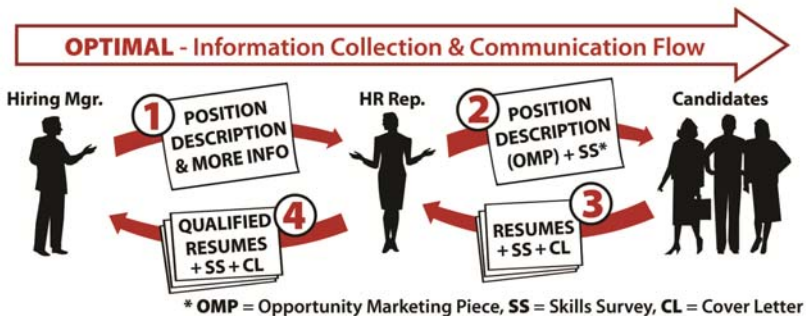 OPTIMAL - Information Collection & Communication Flow
Hiring Mgr.
HR Rep.
Candidates
1
POSITION
DESCRIPTION
& MORE INFO
2
POSITION
DESCRIPTION
(OMP) + SS*
4
QUALIFIED
RESUMES
+ SS + CL
3
RESUMES
+ SS + CL
* OMP = Opportunity Marketing Piece, SS = Skills Survey, CL = Cover Letter